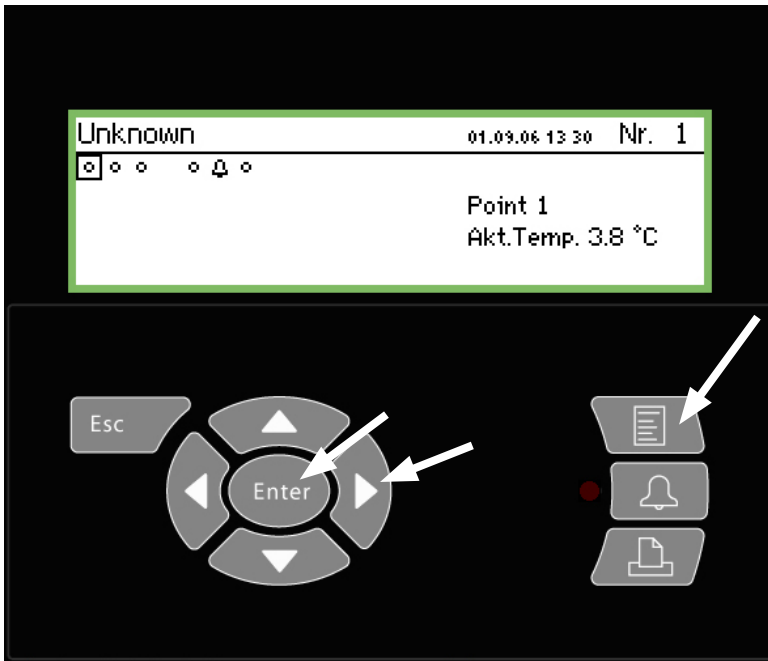 Unknown 01.09.06 13 30 Nr. 1
Point 1
Akt.Temp. 3.8 °C
Esc
Enter